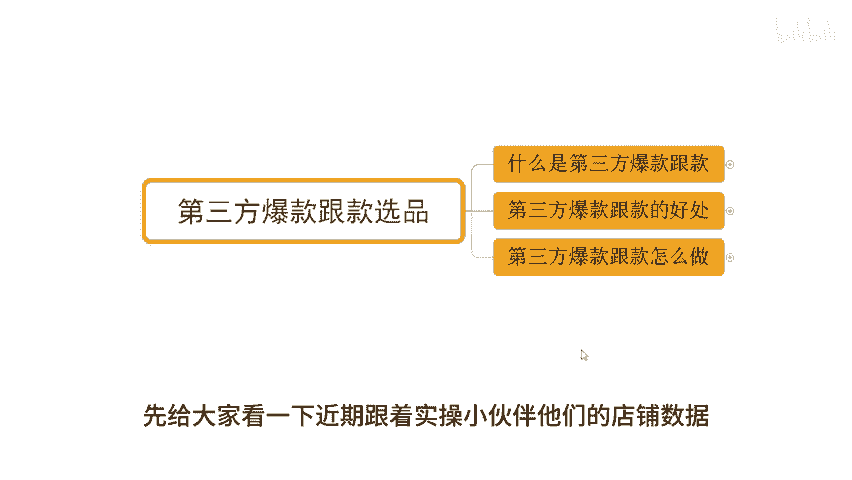 第三方爆款跟款选品
什么是第三方爆款跟款
第三方爆款跟款的好处
第三方爆款跟款怎么做
先给大家看一下近期跟着实操小伙伴他们的店铺数据